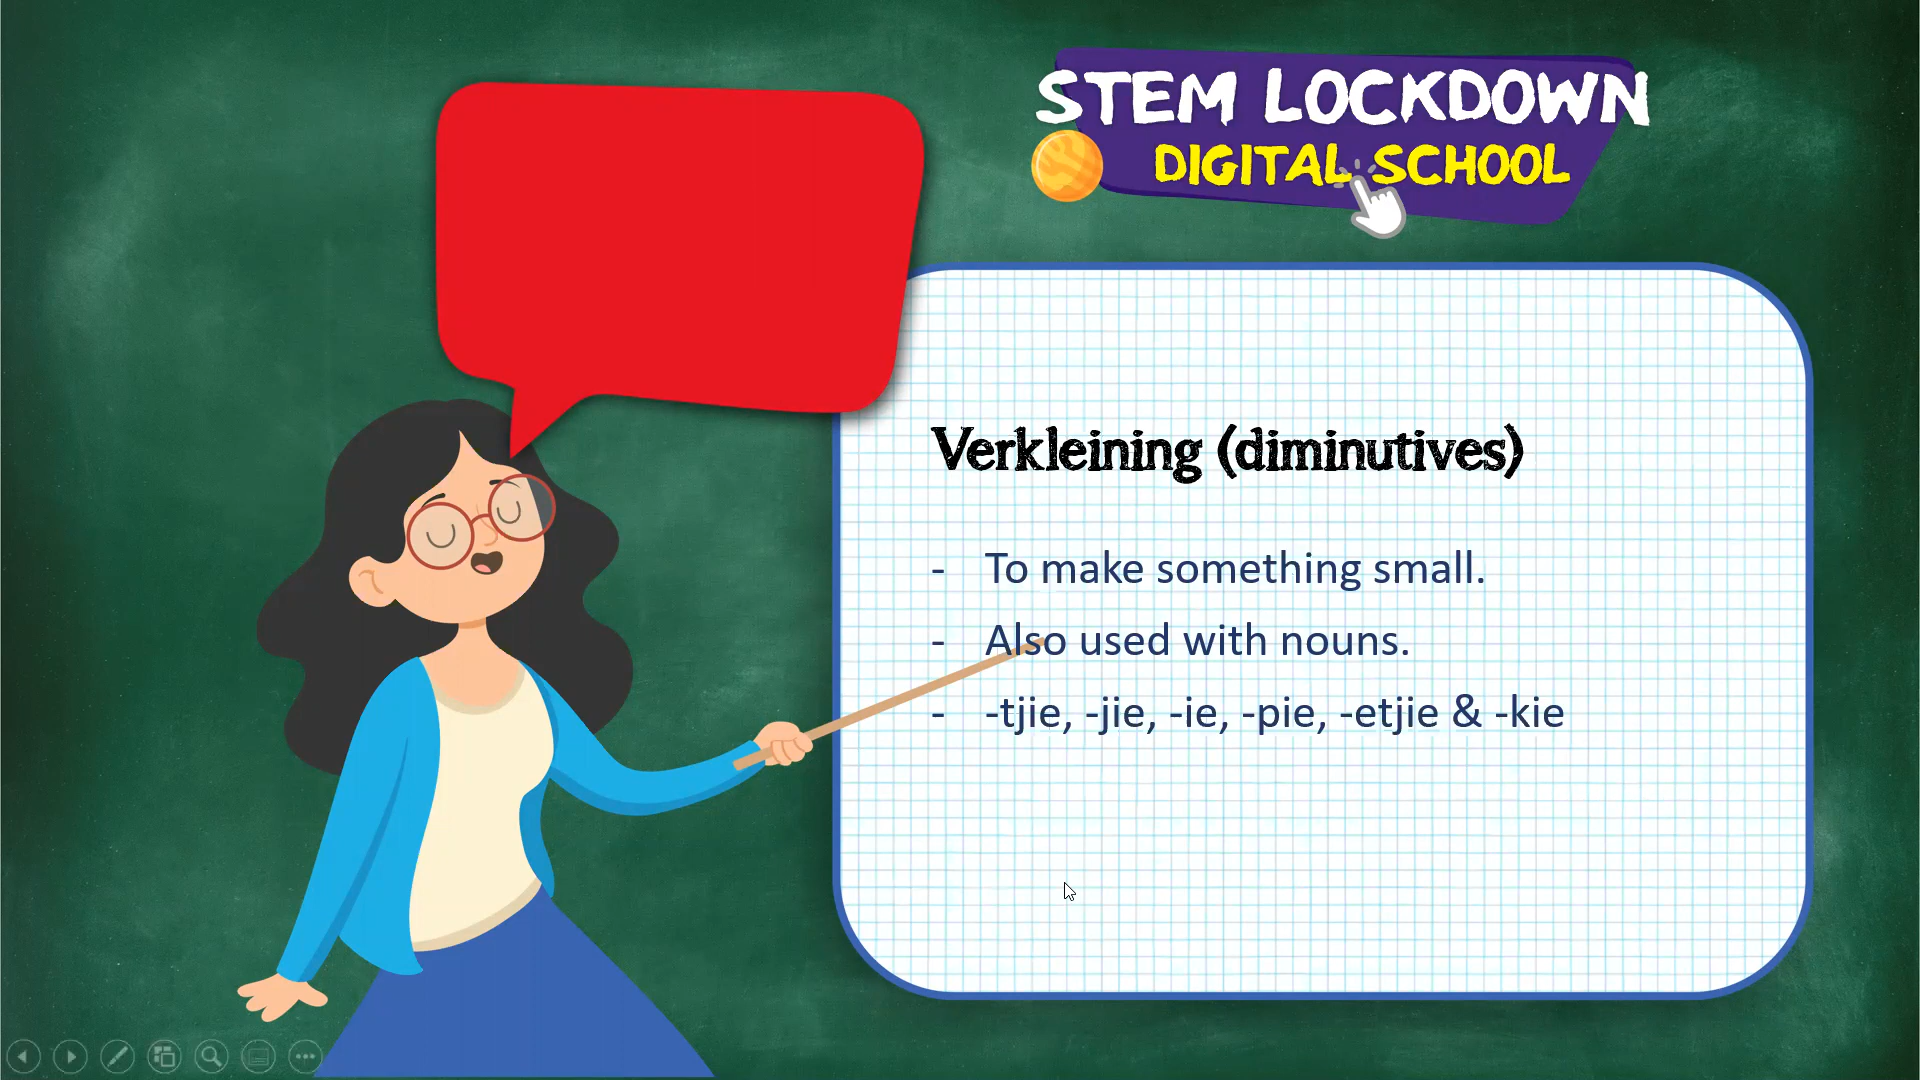 STEM LOCKDOWN
DIGITAL SCHOOL
Verkleining (diminutives)
- To make something small.
- Also used with nouns.
- -tjie, -jie, -ie, -pie, -etjie & -kie